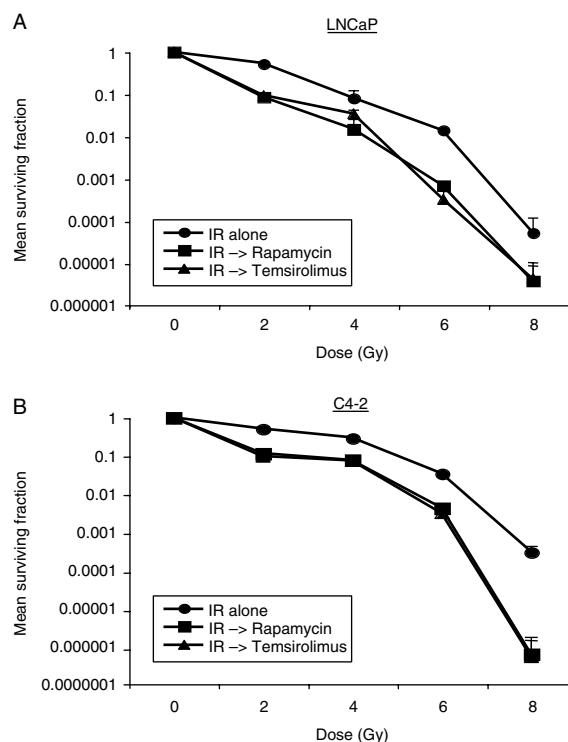 A
LNCaP
Mean surviving fraction
1
0.1
0.01
0.001
0.0001
0.00001
0.000001
IR alone
IR –> Rapamycin
IR –> Temsirolimus
0 2 4 6 8
Dose (Gy)
B
C4-2
Mean surviving fraction
1
0.1
0.01
0.001
0.0001
0.00001
0.000001
0.0000001
IR alone
IR –> Rapamycin
IR –> Temsirolimus
0 2 4 6 8
Dose (Gy)